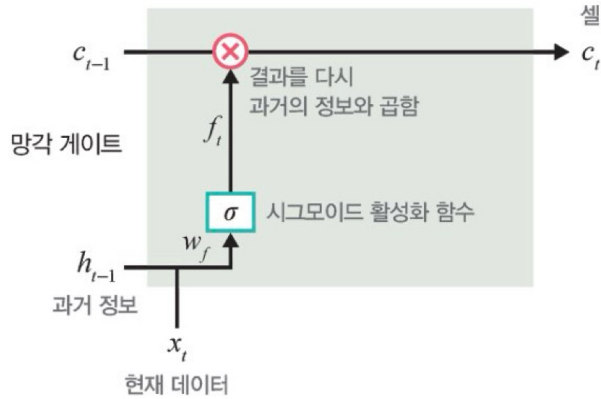 셀
c_{t-1}
c_t
결과를 다시
과거의 정보와 곱함
f_t
망각 게이트
σ
시그모이드 활성화 함수
w_f
h_{t-1}
과거 정보
x_t
현재 데이터